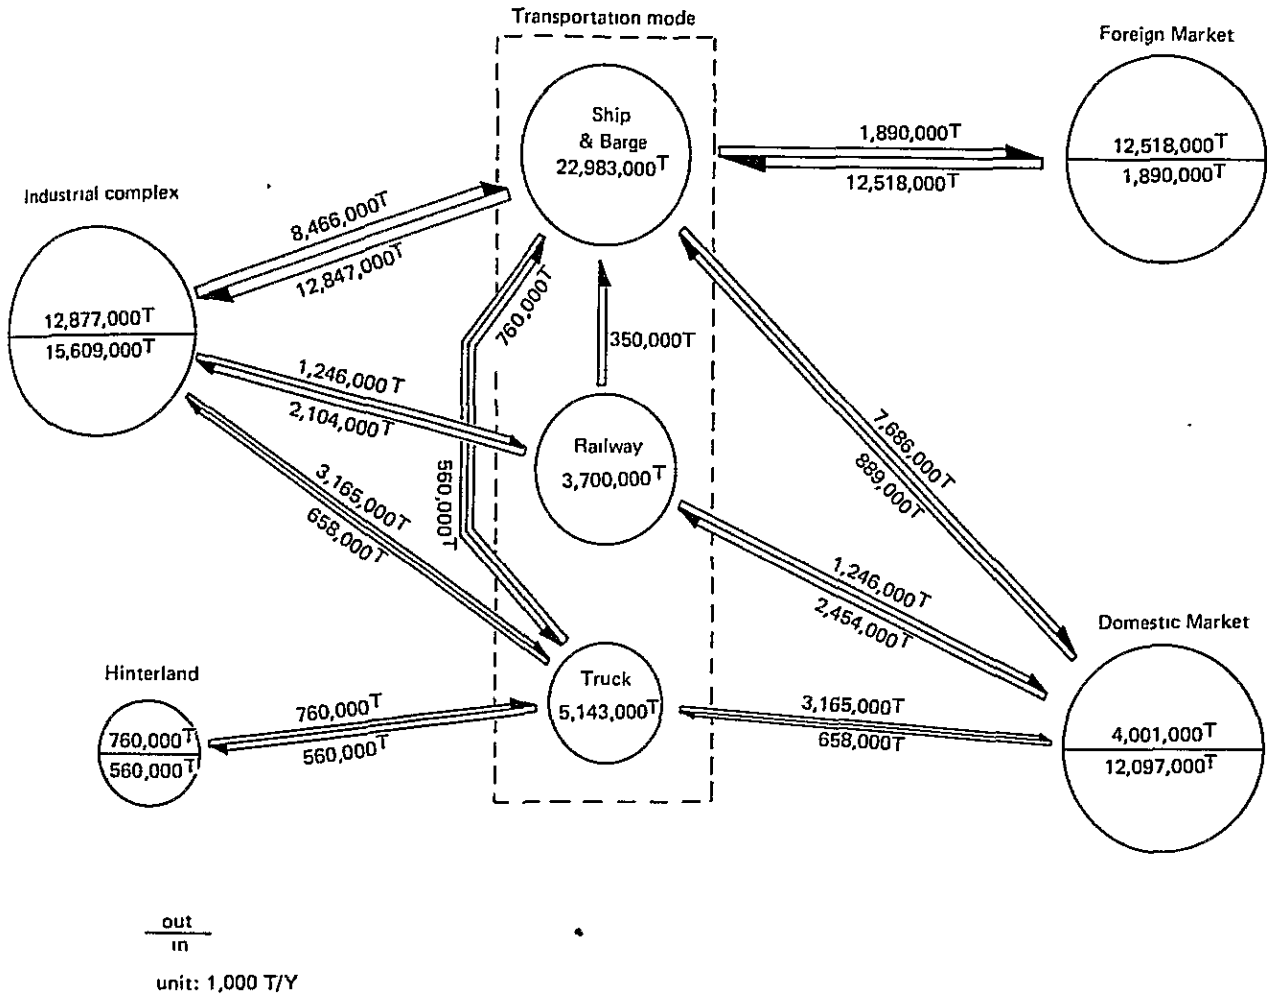 Transportation mode
Foreign Market
Ship
& Barge
22,983,000T
1,890,000T
12,518,000T
12,518,000T
1,890,000T
Industrial complex
8,466,000T
12,847,000T
12,877,000T
15,609,000T
760,000T
350,000T
1,246,000T
2,104,000T
Railway
3,700,000T
560,000T
3,165,000T
658,000T
7,686,000T
889,000T
1,246,000T
2,454,000T
Domestic Market
Hinterland
Truck
5,143,000T
760,000T
560,000T
760,000T
560,000T
3,165,000T
658,000T
4,001,000T
12,097,000T
out
in
unit: 1,000 T/Y